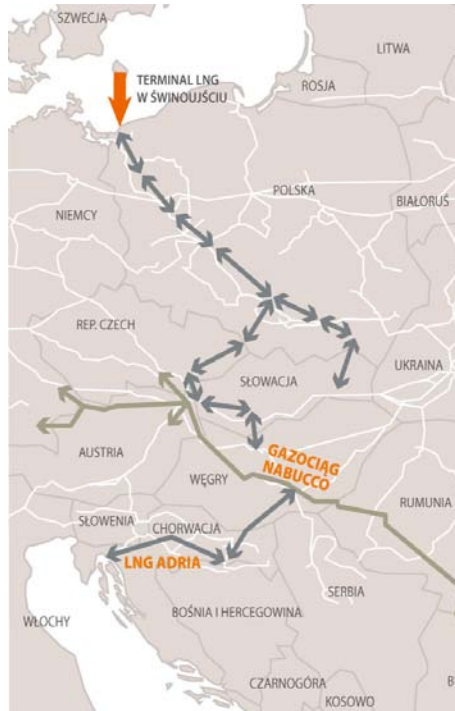 SZWECJA
LITWA
TERMINAL LNG
W ŚWINOUJŚCIU
ROSJA
POLSKA
BIAŁORUŚ
NIEMCY
REP. CZECH
UKRAINA
SŁOWACJA
AUSTRIA
GAZOCIĄG
NABUCCO
WĘGRY
RUMUNIA
SŁOWENIA
CHORWACJA
LNG ADRIA
SERBIA
BOŚNIA I HERCEGOWINA
WŁOCHY
CZARNOGÓRA
B
KOSOWO